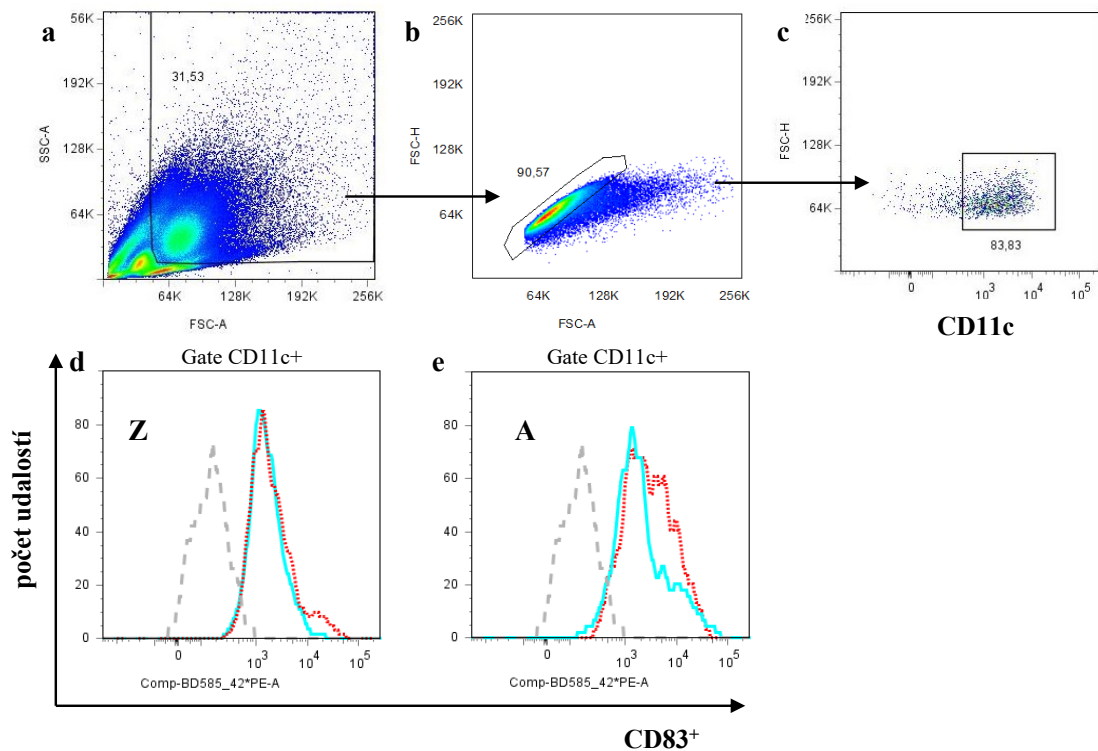 a
56K
192K
128K
64K
SSC-A
31,53
64K
128K
192K
256K
FSC-A
b
256K
192K
128K
64K
FSC-H
90,57
64K
128K
192K
256K
FSC-A
c
256K
192K
128K
64K
0
FSC-H
83,83
0
10³
10⁴
10⁵
CD11c
d
Gate CD11c+
Z
80
60
40
20
0
0
10³
10⁴
10⁵
Comp-BD585_42*PE-A
e
Gate CD11c+
A
80
60
40
20
0
0
10³
10⁴
10⁵
Comp-BD585_42*PE-A
počet udalostí
CD83⁺